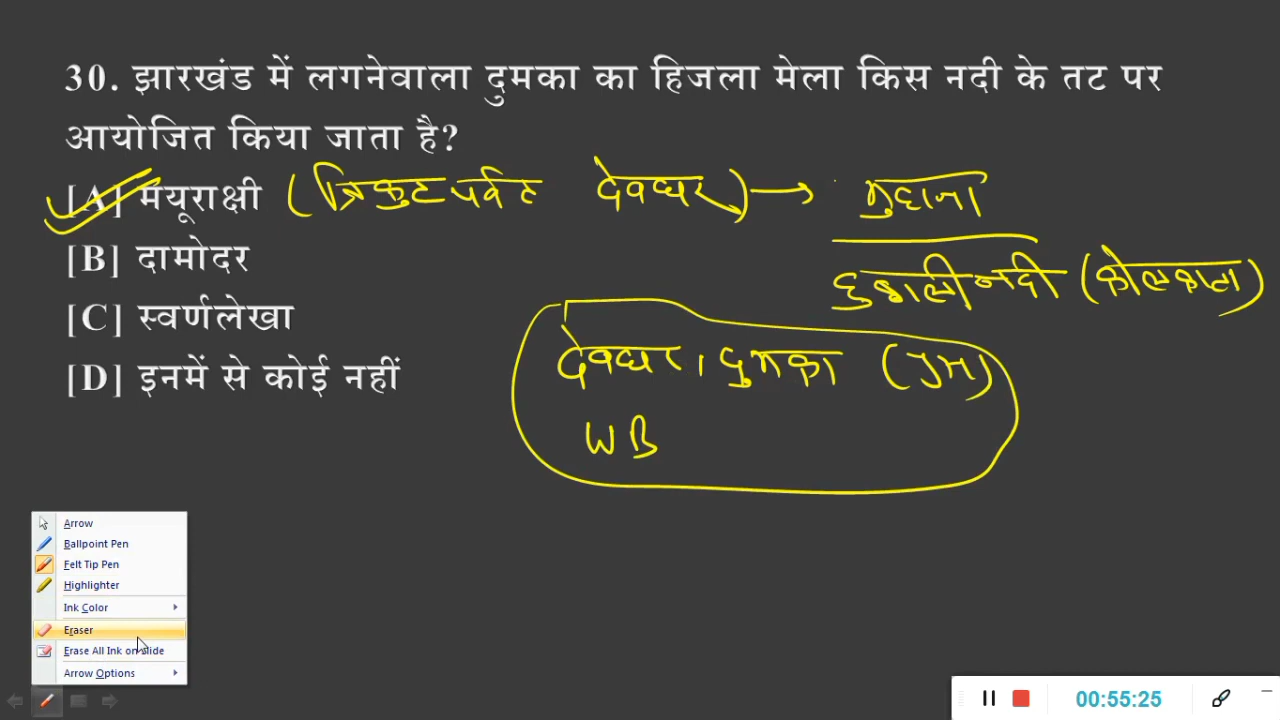 30. झारखंड में लगनेवाला दुमका का हिजला मेला किस नदी के तट पर
आयोजित किया जाता है?
[A] मयूराक्षी (त्रिकुट पर्वट देवघर) → मुहाना
[B] दामोदर
हुगली नदी (कोलकाता)
[C] स्वर्णलेखा
देवघर, दुमका
[D] इनमें से कोई नहीं
WB
Arrow
Ballpoint Pen
Felt Tip Pen
Highlighter
Ink Color
Eraser
Erase All Ink on Slide
Arrow Options
00:55:25